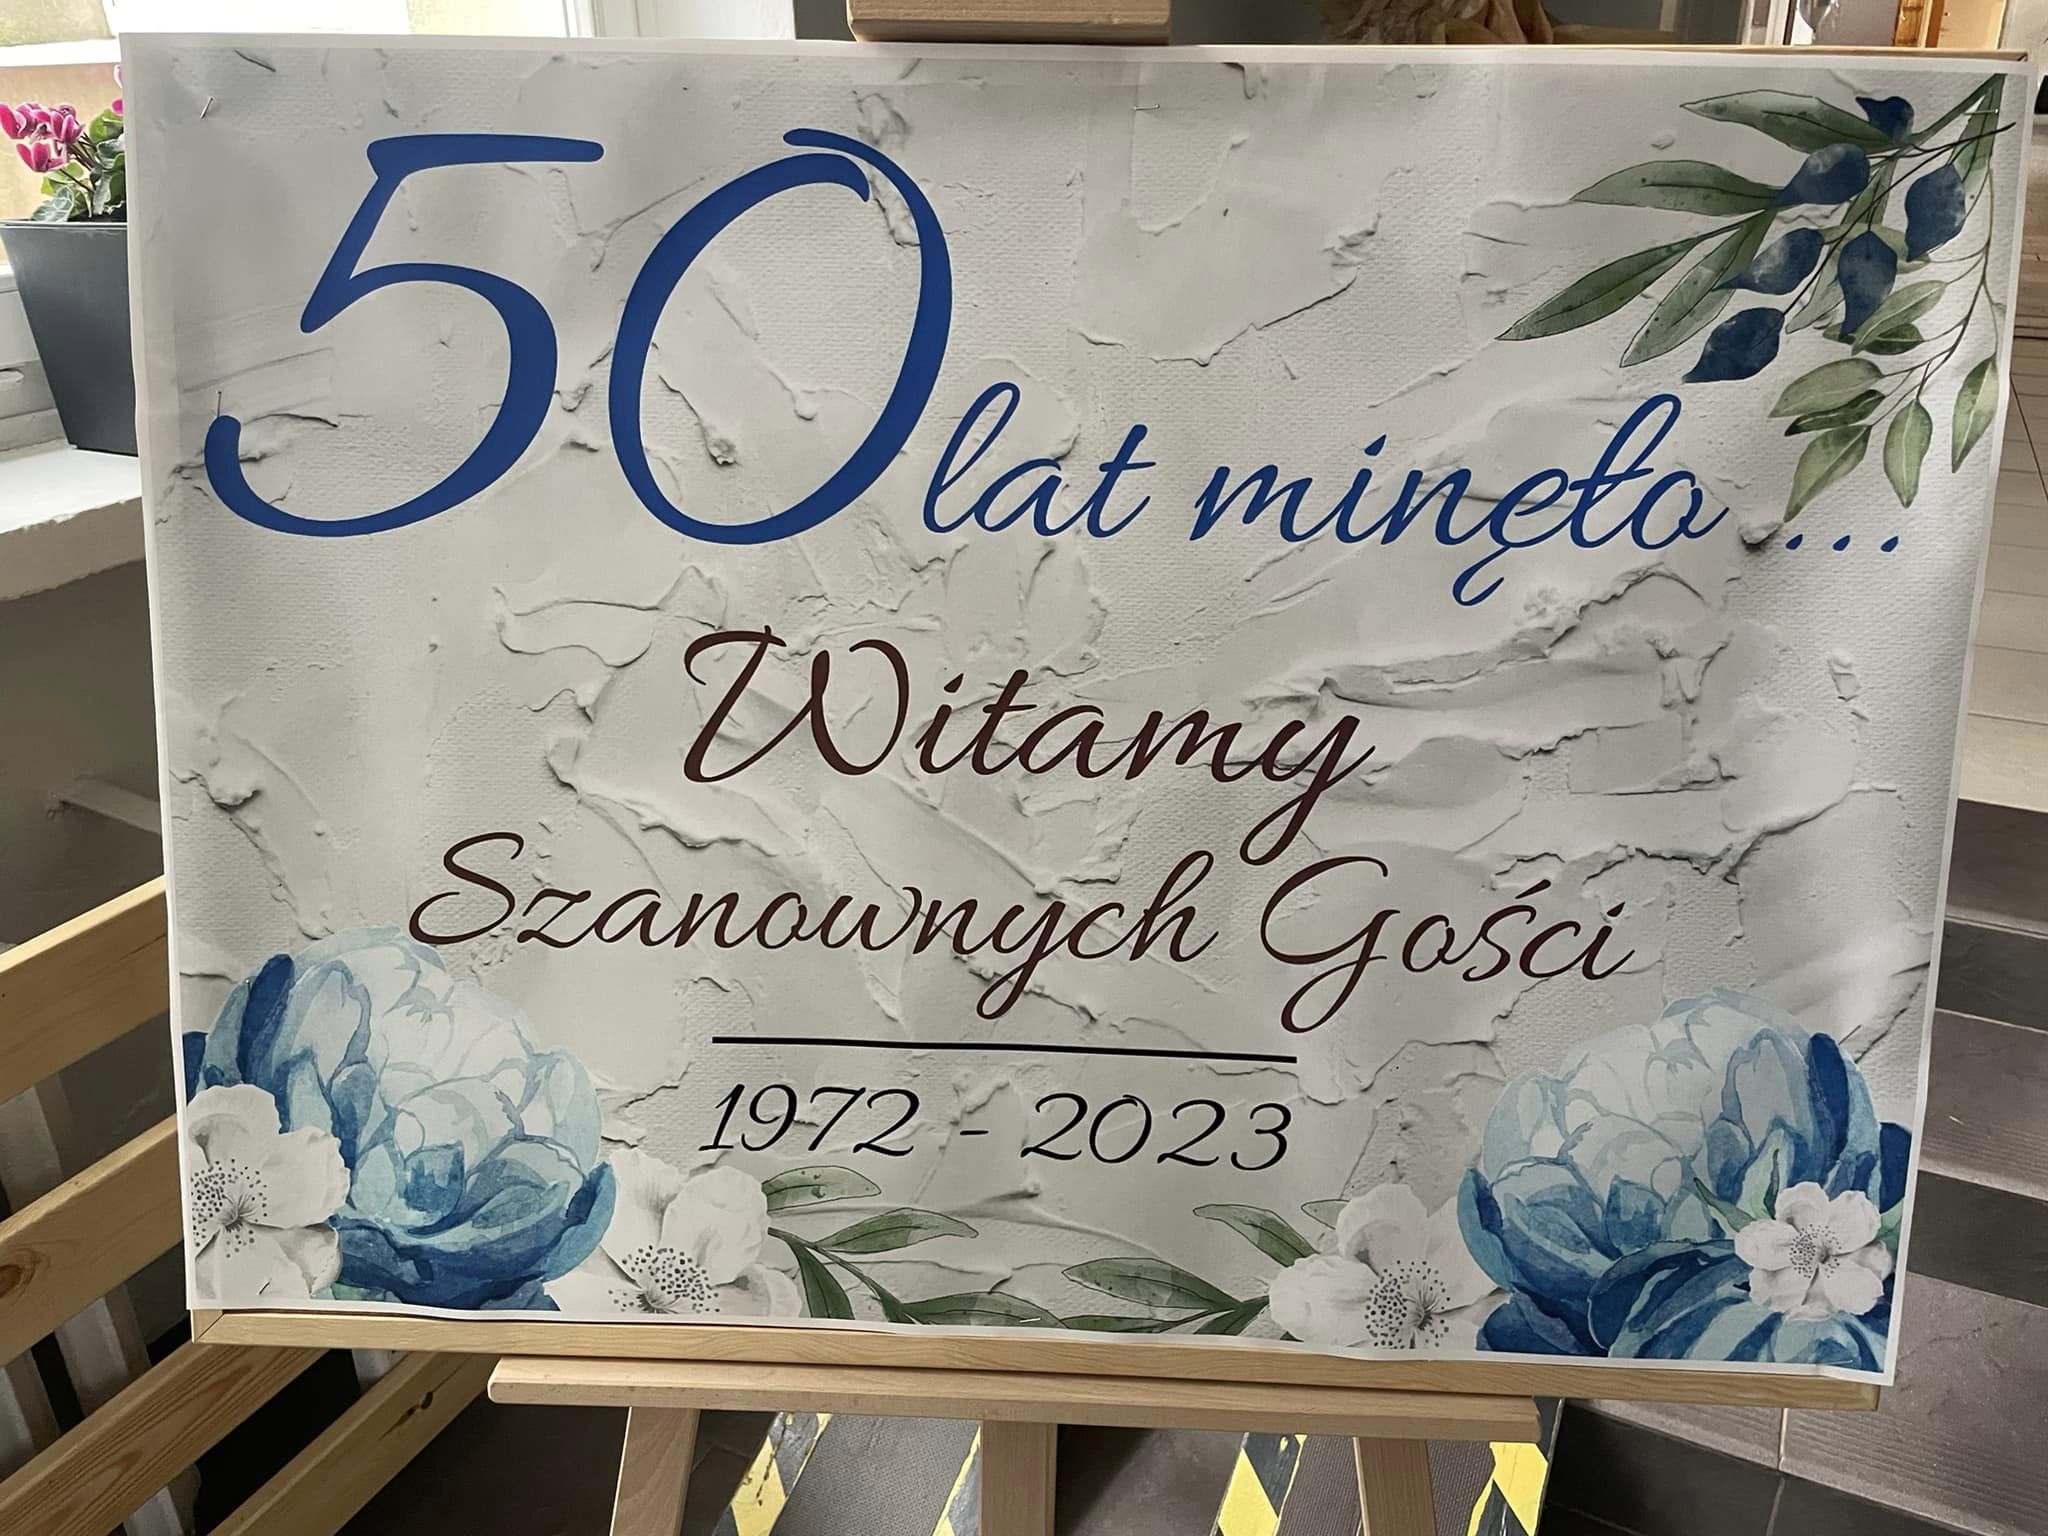 50 lat minęło ...
Witamy
Szanownych Gości
1972 - 2023